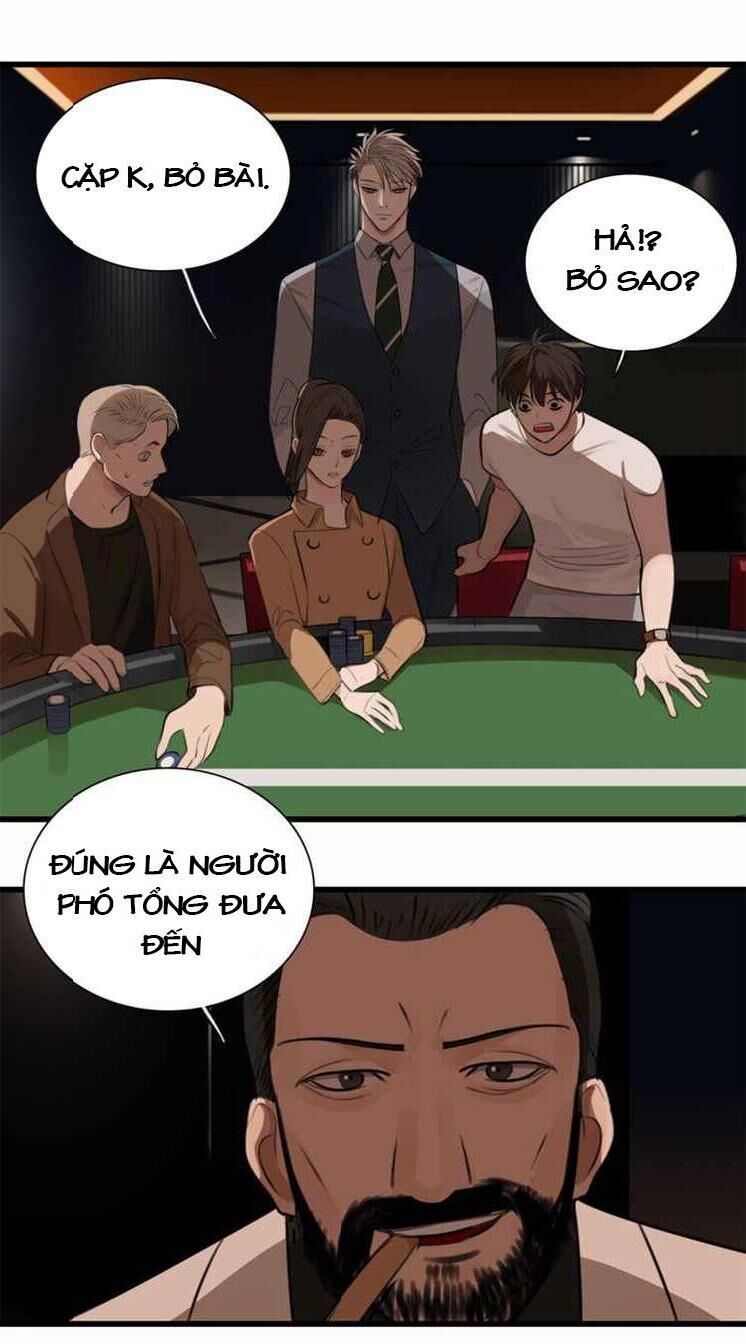 CẶP K, BỎ BÀI.
HẢ!?
BỎ SAO?
ĐÚNG LÀ NGƯỜI
PHÓ TỔNG ĐƯA
ĐẾN